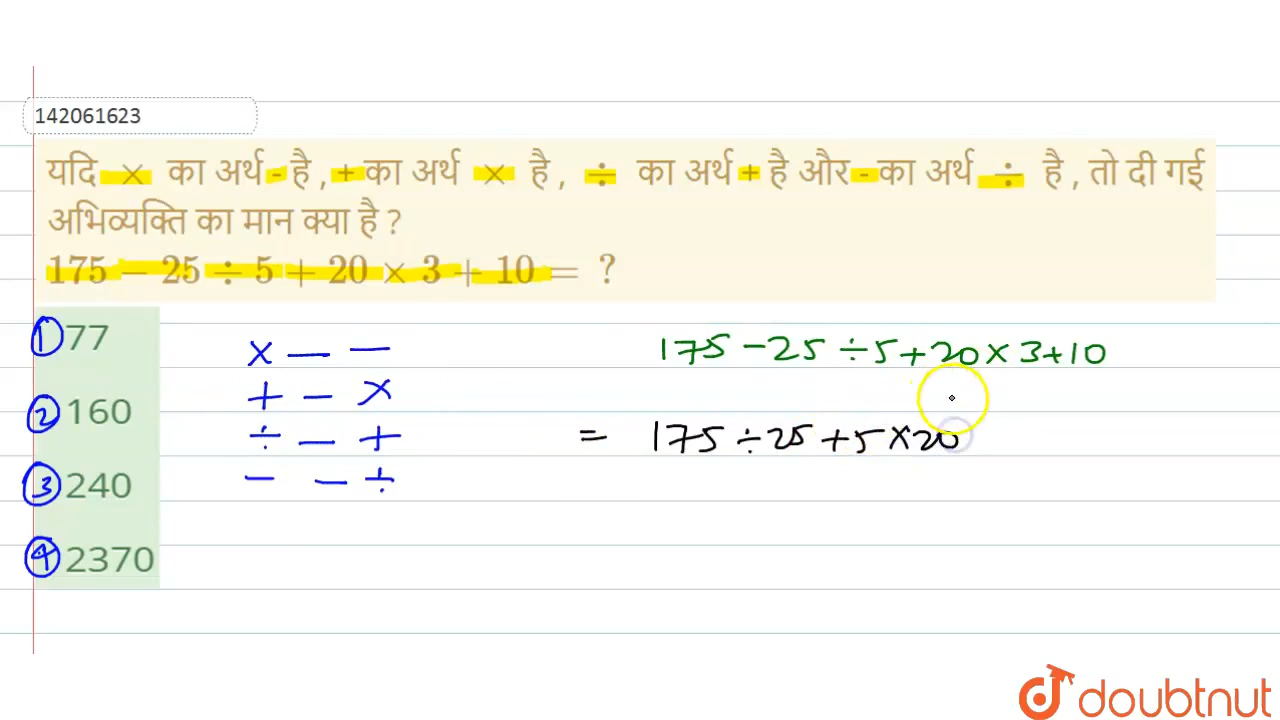 142061623
यदि × का अर्थ - है , + का अर्थ × है , ÷ का अर्थ + है और - का अर्थ ÷ है , तो दी गई
अभिव्यक्ति का मान क्या है ?
175 − 25 ÷ 5 + 20 × 3 + 10 = ?
① 77
② 160
③ 240
④ 2370
× — —
+ — ×
÷ — +
− — ÷
175 − 25 ÷ 5 + 20 × 3 + 10
= 175 ÷ 25 + 5 × 20
doubtnut